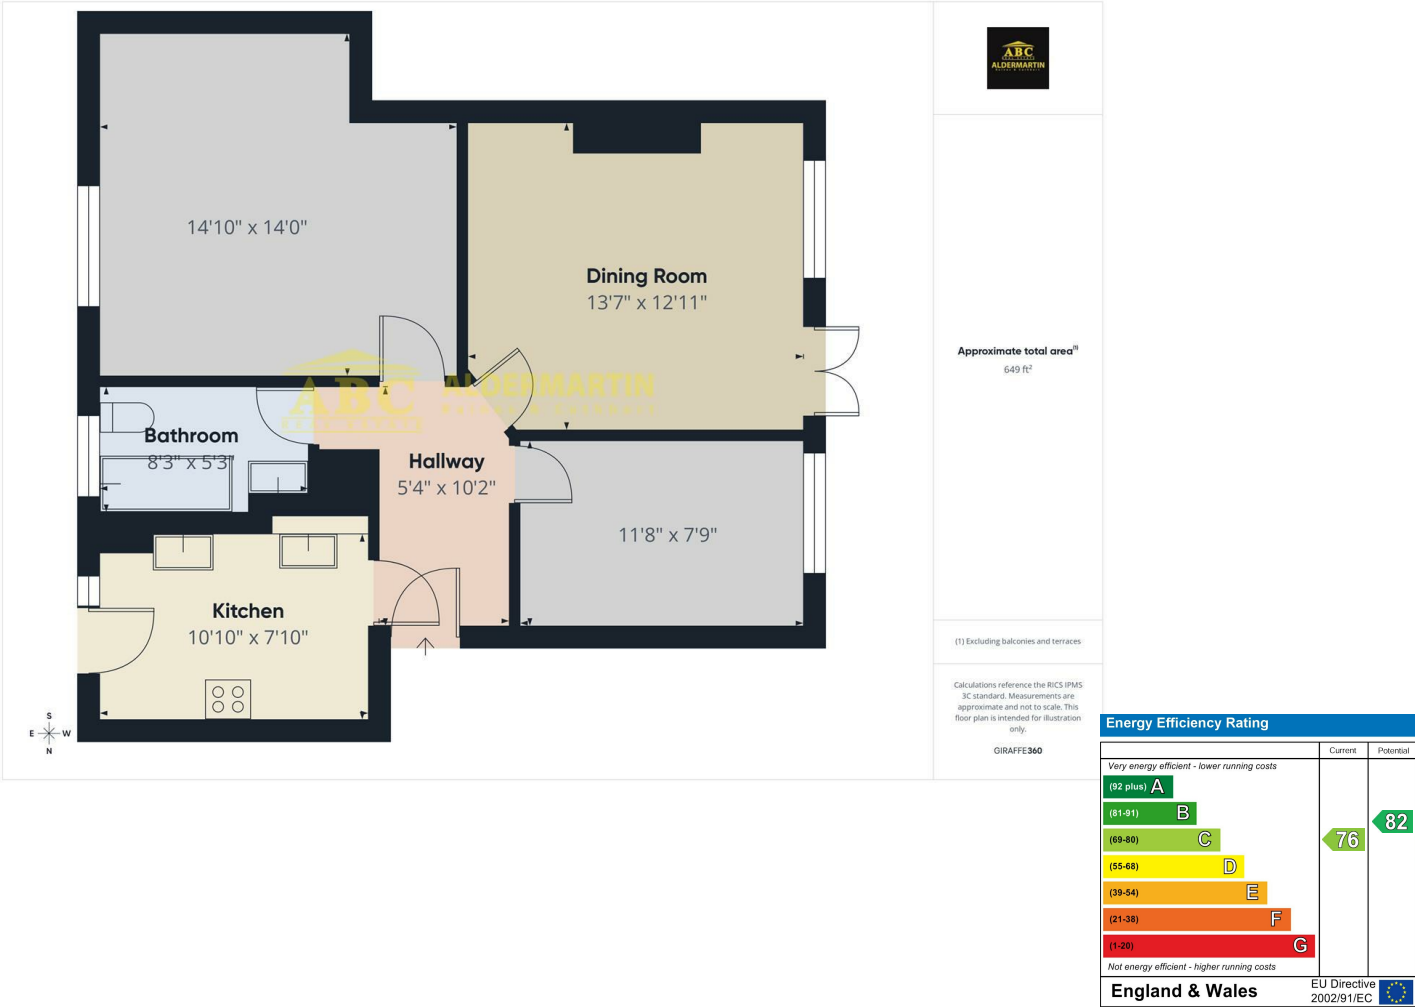 ABC
ALDERMARTIN
14'10" x 14'0"
Dining Room
13'7" x 12'11"
Approximate total area(1)
649 ft²
ABC
ALDERMARTIN
Bathroom
8'3" x 5'3"
Hallway
5'4" x 10'2"
11'8" x 7'9"
Kitchen
10'10" x 7'10"
(1) Excluding balconies and terraces
Calculations reference the RICS IPMS
3C standard. Measurements are
approximate and not to scale. This
floor plan is intended for illustration
only.
GIRAFFE360
S
E W
N
Energy Efficiency Rating
Current Potential
Very energy efficient - lower running costs
(92 plus) A
(81-91) B
(69-80) C
(55-68) D
(39-54) E
(21-38) F
(1-20) G
76
82
Not energy efficient - higher running costs
England & Wales
EU Directive
2002/91/EC